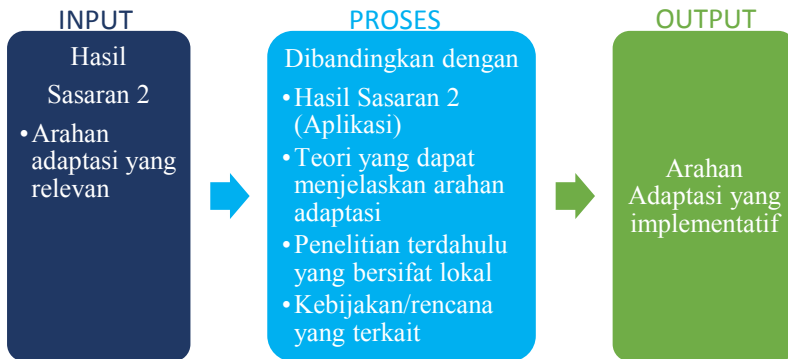 INPUT
Hasil
Sasaran 2
•Arahan
adaptasi yang
relevan
PROSES
Dibandingkan dengan
•Hasil Sasaran 2
(Aplikasi)
•Teori yang dapat
menjelaskan arahan
adaptasi
•Penelitian terdahulu
yang bersifat lokal
•Kebijakan/rencana
yang terkait
OUTPUT
Arahan
Adaptasi yang
implementatif